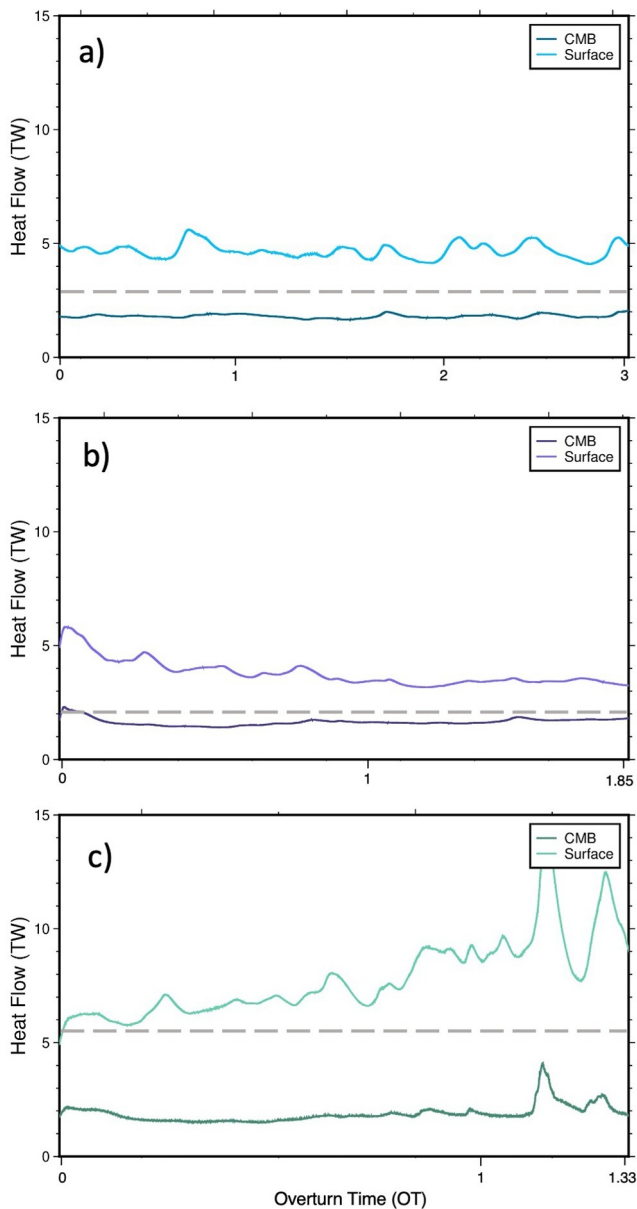 15
10
5
0
Heat Flow (TW)
a)
CMB
Surface
0 1 2 3
15
10
5
0
Heat Flow (TW)
b)
CMB
Surface
0 1 1.85
15
10
5
0
Heat Flow (TW)
c)
CMB
Surface
0 1 1.33
Overturn Time (OT)